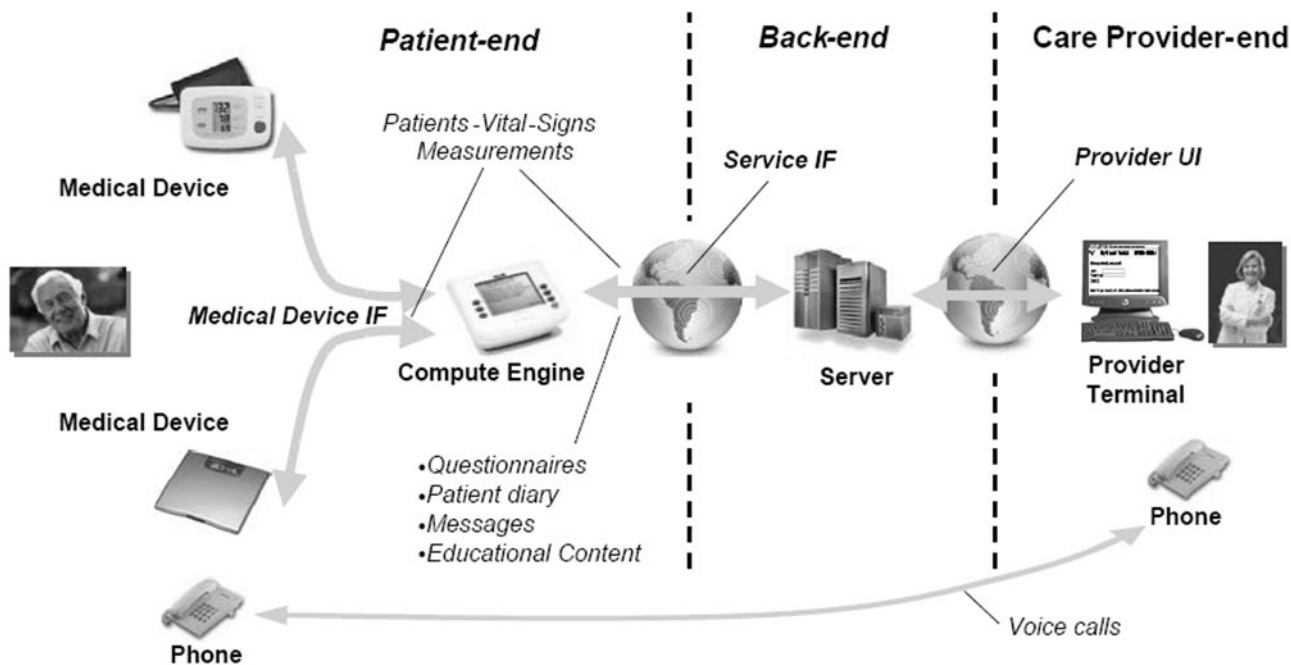 Patient-end
Back-end
Care Provider-end
Patients-Vital-Signs
Measurements
Service IF
Provider UI
Medical Device
Medical Device IF
Compute Engine
Server
Provider
Terminal
Medical Device
•Questionnaires
•Patient diary
•Messages
•Educational Content
Phone
Phone
Voice calls